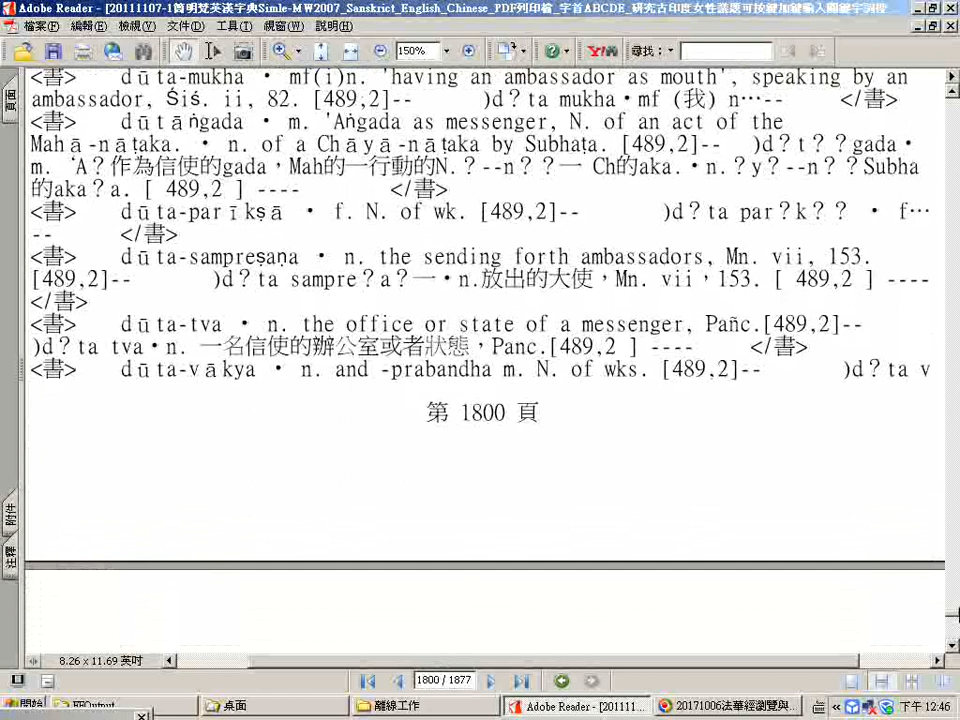 Adobe Reader - [20111107-1簡明梵英漢字典Simle-MW2007_Sanskrict_English_Chinese_PDF列印檔_字首ABCDE_研究古印度女性議題可按鍵輸入關鍵字詞搜
檔案(F) 編輯(E) 檢視(V) 文件(D) 工具(T) 視窗(W) 說明(H)
150% Y! 尋找：
頁面
<書> dūta-mukha • mf(i)n. 'having an ambassador as mouth', speaking by an
ambassador, Śiś. ii, 82. [489,2]-- )d?ta mukha•mf (我) n…-- </書>
<書> dūtāṅgada • m. 'Aṅgada as messenger, N. of an act of the
Mahā-nāṭaka. • n. of a Chāyā-nāṭaka by Subhaṭa. [489,2]-- )d?t??gada•
m. ‘A？作為信使的gada，Mah的一行動的N.？--n??一 Ch的aka.•n.?y?--n??Subha
的aka？a. [ 489,2 ] ---- </書>
<書> dūta-parīkṣā • f. N. of wk. [489,2]-- )d?ta par?k?? • f…
-- </書>
<書> dūta-sampreṣaṇa • n. the sending forth ambassadors, Mn. vii, 153.
[489,2]-- )d?ta sampre?a?一•n.放出的大使，Mn. vii，153. [ 489,2 ] ----
</書>
<書> dūta-tva • n. the office or state of a messenger, Pañc.[489,2]--
)d?ta tva•n. 一名信使的辦公室或者狀態，Panc.[489,2 ] ---- </書>
<書> dūta-vākya • n. and -prabandha m. N. of wks. [489,2]-- )d?ta v
第 1800 頁
附件
注釋
8.26 x 11.69 英吋
1800 / 1877
開始 FFOutput 桌面 離線工作 Adobe Reader - [201111... 20171006法華經瀏覽與... 下午 12:46